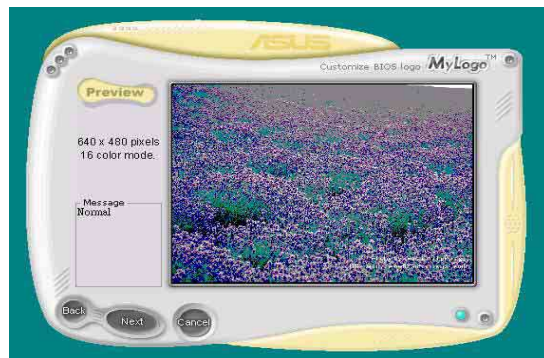 ASUS
Customize BIOS logo MyLogo™
Preview
640 x 480 pixels
16 color mode.
Message
Normal
Back
Next
Cancel